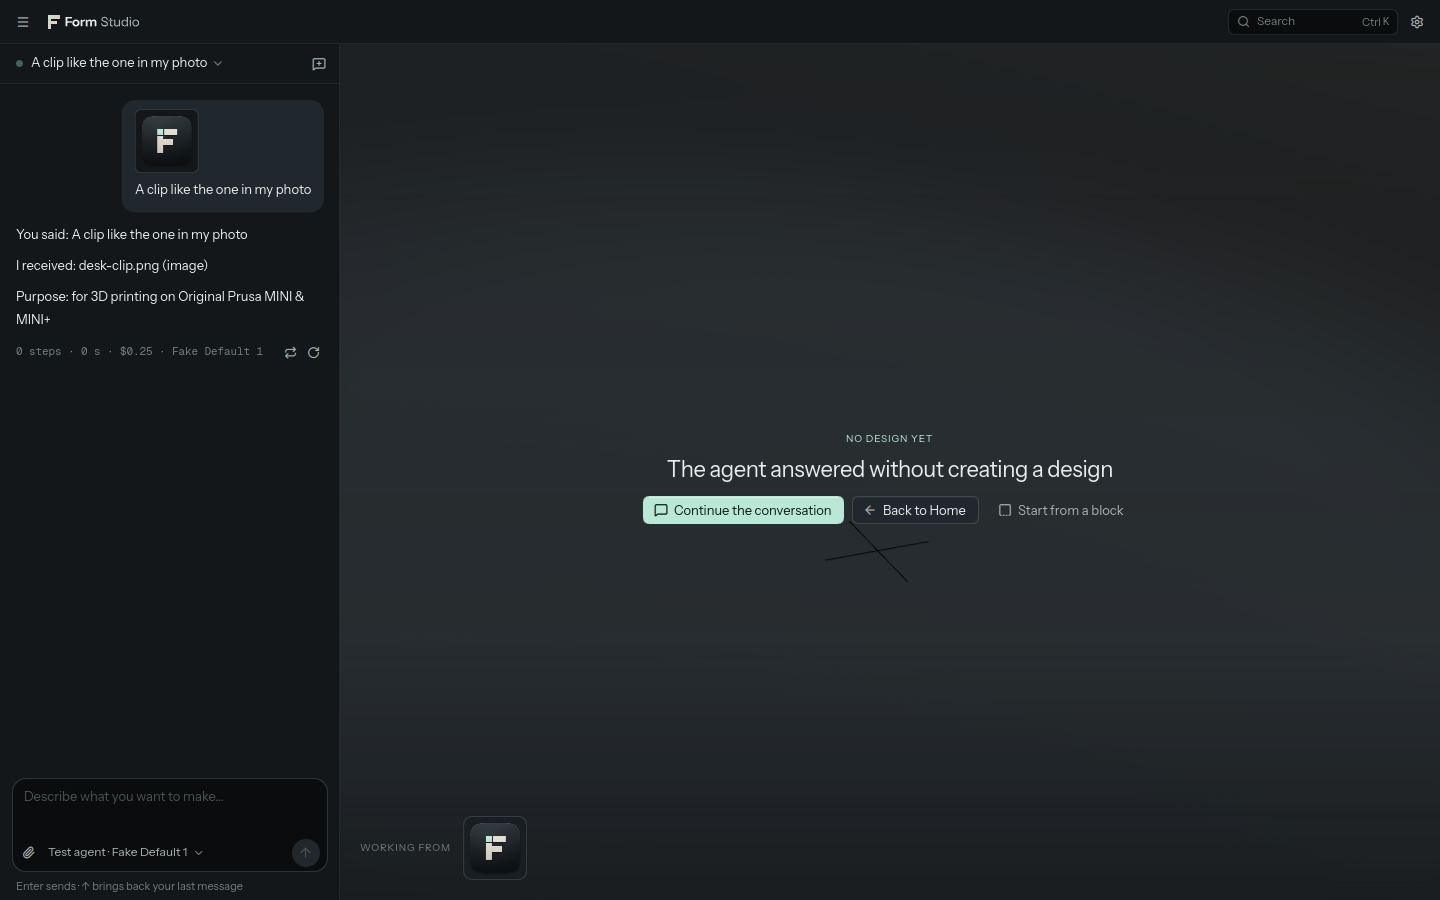 Form Studio
Search
Ctrl K
A clip like the one in my photo
A clip like the one in my photo
You said: A clip like the one in my photo
I received: desk-clip.png (image)
Purpose: for 3D printing on Original Prusa MINI &
MINI+
0 steps · 0 s · $0.25 · Fake Default 1
NO DESIGN YET
The agent answered without creating a design
Continue the conversation
Back to Home
Start from a block
Describe what you want to make...
Test agent · Fake Default 1
Enter sends · ↑ brings back your last message
WORKING FROM